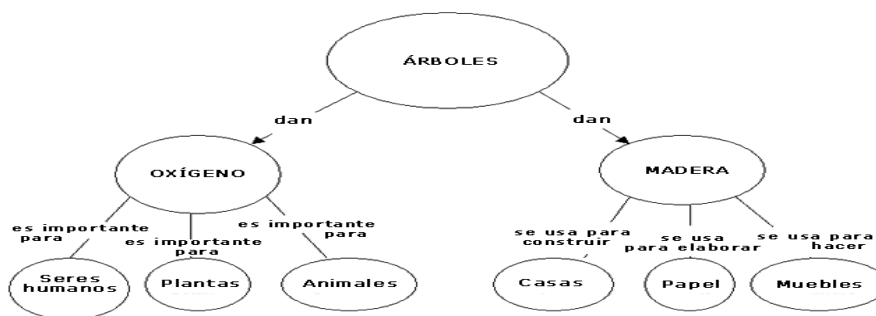 ÁRBOLES
dan
dan
OXÍGENO
MADERA
es importante
para
es importante
para
es importante
para
se usa para
construir
se usa
para elaborar
se usa para
hacer
Seres
humanos
Plantas
Animales
Casas
Papel
Muebles